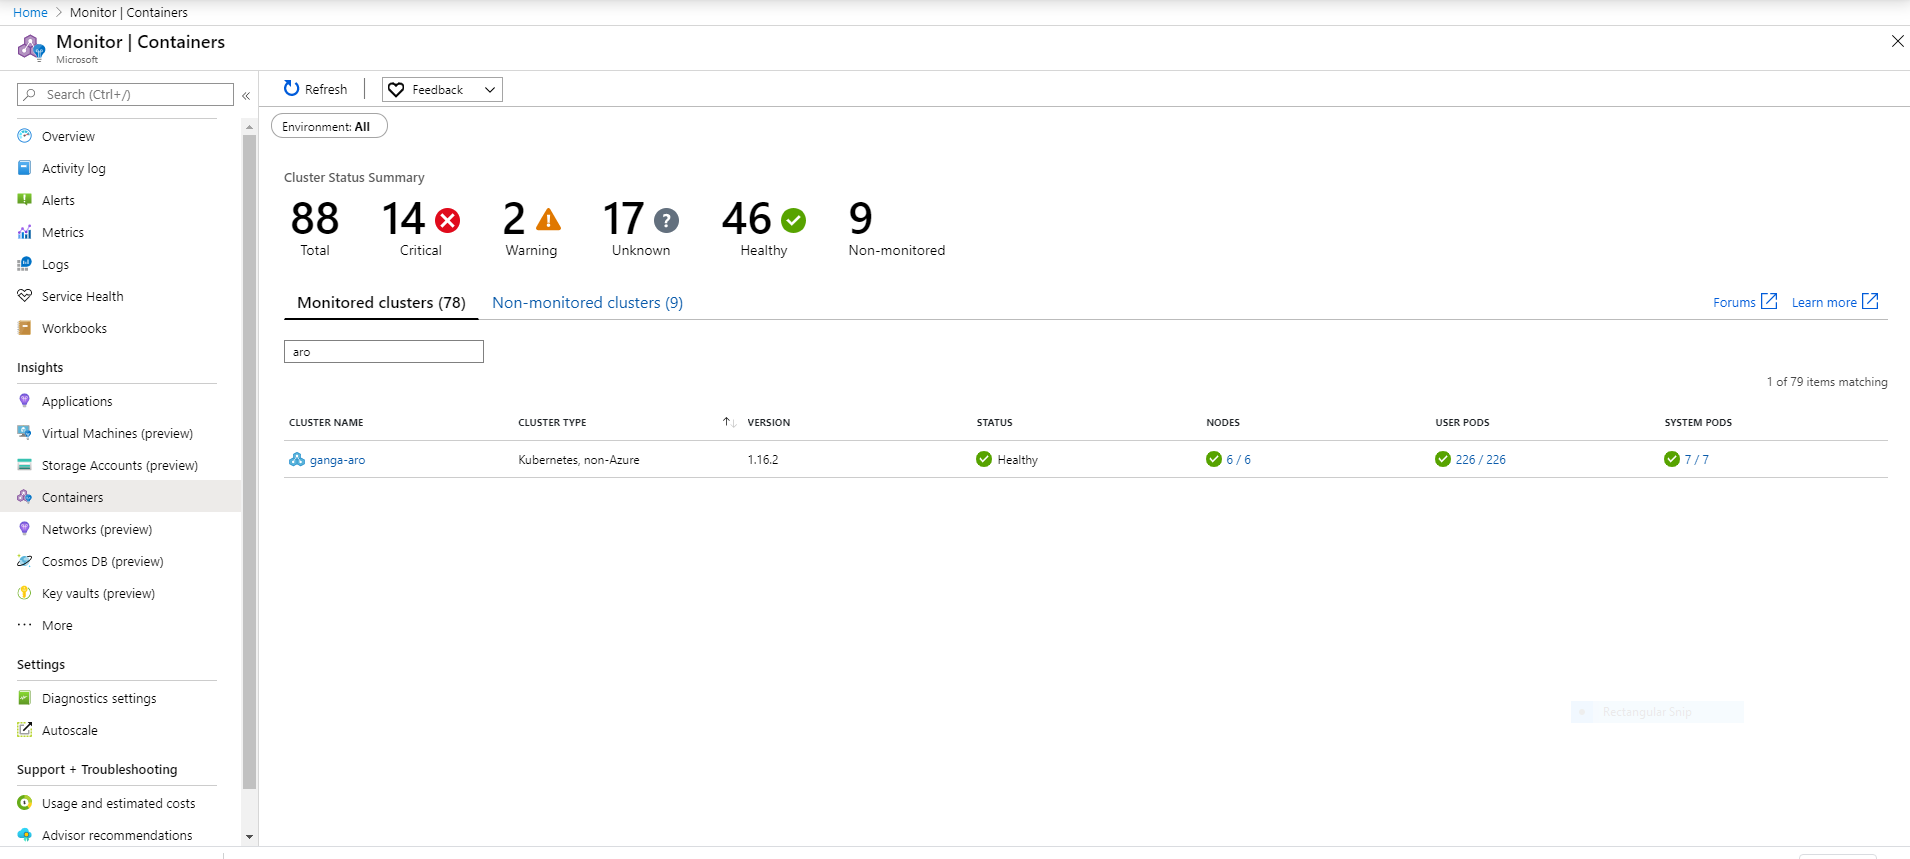 Home > Monitor | Containers
Monitor | Containers
Microsoft
Search (Ctrl+/)
«
Overview
Activity log
Alerts
Metrics
Logs
Service Health
Workbooks
Insights
Applications
Virtual Machines (preview)
Storage Accounts (preview)
Containers
Networks (preview)
Cosmos DB (preview)
Key vaults (preview)
More
Settings
Diagnostics settings
Autoscale
Support + Troubleshooting
Usage and estimated costs
Advisor recommendations
Refresh
Feedback
Environment: All
Cluster Status Summary
88 14 2 17 46 9
Total Critical Warning Unknown Healthy Non-monitored
Monitored clusters (78) Non-monitored clusters (9) Forums Learn more
aro
1 of 79 items matching
CLUSTER NAME CLUSTER TYPE VERSION STATUS NODES USER PODS SYSTEM PODS
ganga-aro Kubernetes, non-Azure 1.16.2 Healthy 6 / 6 226 / 226 7 / 7
Rectangular Snip